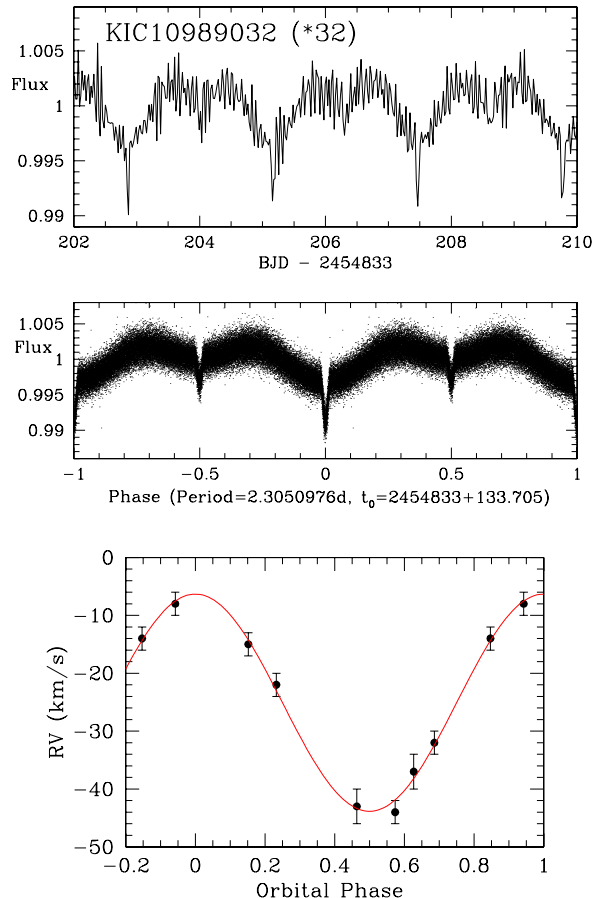 KIC10989032 (*32)
1.005
Flux
1
0.995
0.99
202 204 206 208 210
BJD − 2454833
1.005
Flux
1
0.995
0.99
−1 −0.5 0 0.5 1
Phase (Period=2.3050976d, t₀=2454833+133.705)
0
−10
−20
RV (km/s)
−30
−40
−50
−0.2 0 0.2 0.4 0.6 0.8 1
Orbital Phase